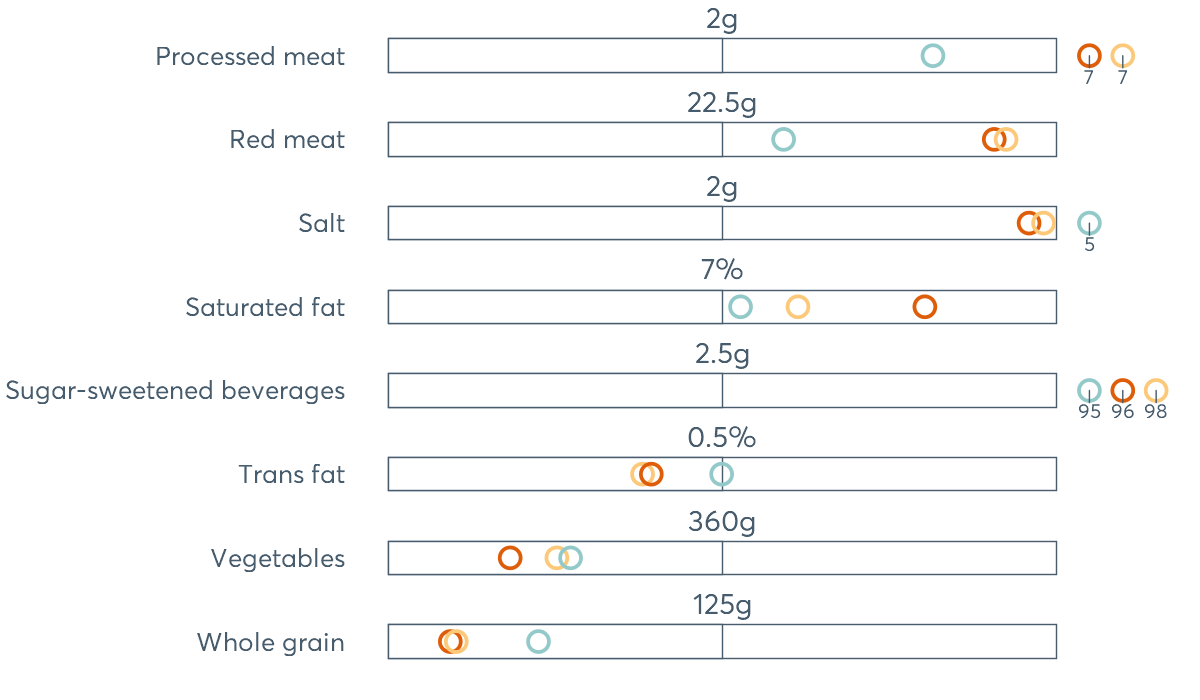 2g
Processed meat
7 7
22.5g
Red meat
2g
Salt
5
7%
Saturated fat
2.5g
Sugar-sweetened beverages
95 96 98
0.5%
Trans fat
360g
Vegetables
125g
Whole grain